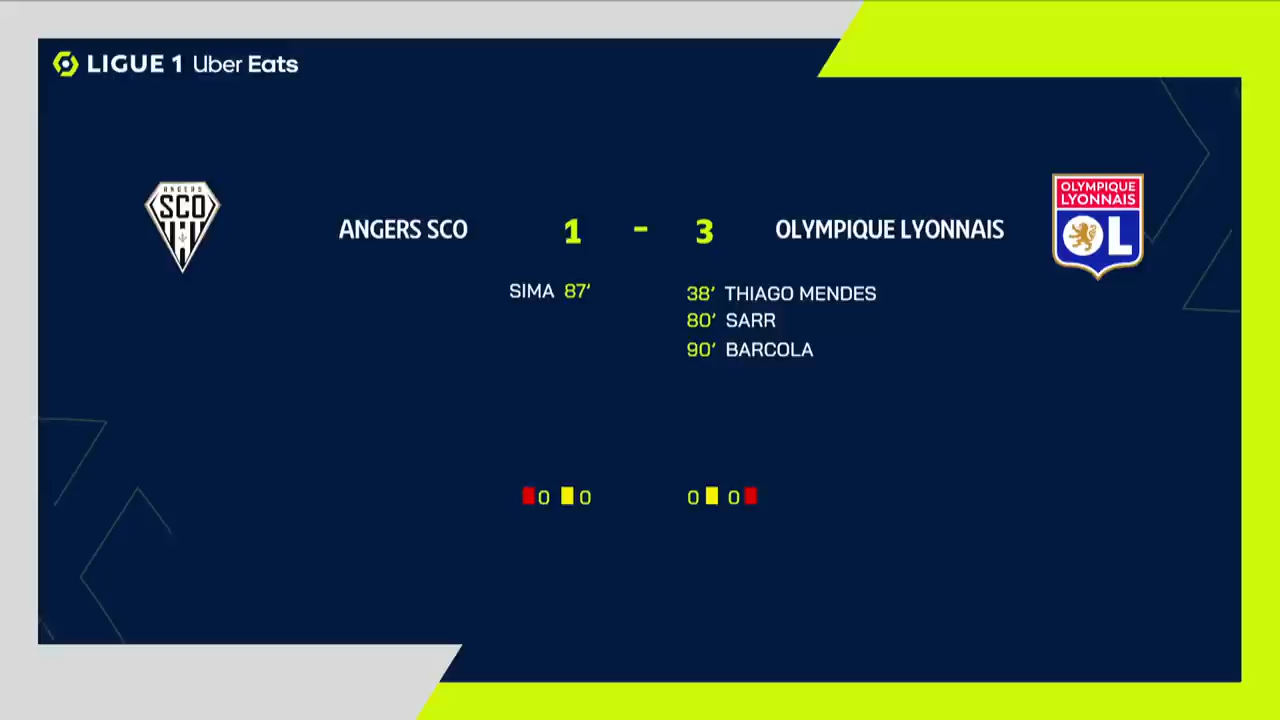 LIGUE 1 Uber Eats
ANGERS
SCO
ANGERS SCO 1 - 3 OLYMPIQUE LYONNAIS
OLYMPIQUE
LYONNAIS
OL
SIMA 87’
38’ THIAGO MENDES
80’ SARR
90’ BARCOLA
0 0
0 0